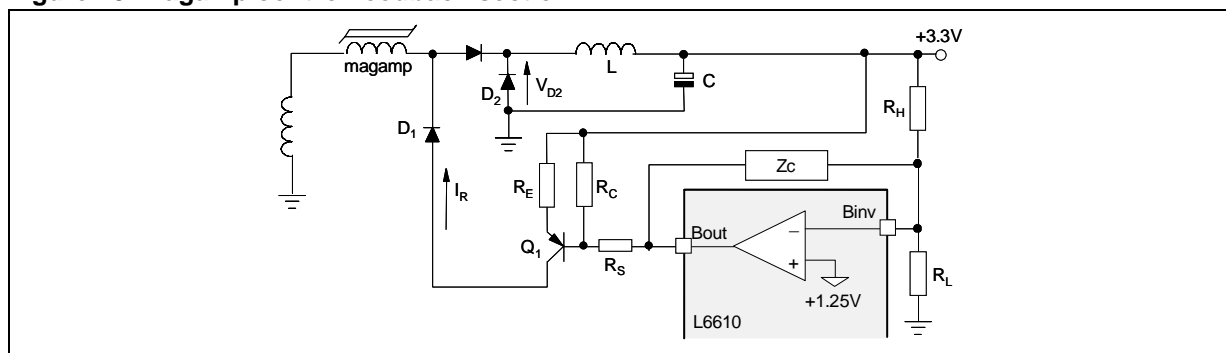 +3.3V
magamp
L
C
D2
VD2
RH
D1
Zc
IR
RE
RC
Binv
Bout
Q1
RS
RL
+1.25V
L6610